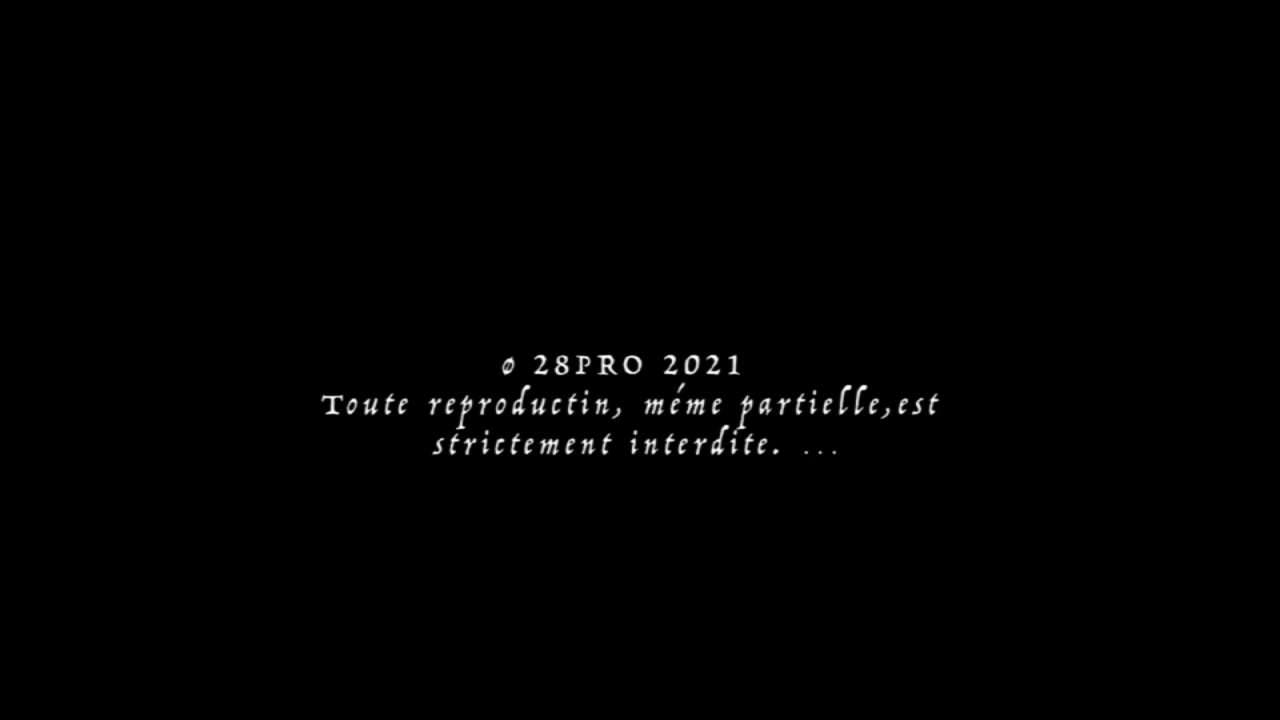 ø 28PRO 2021
Toute reproductin, méme partielle,est
strictement interdite. ...